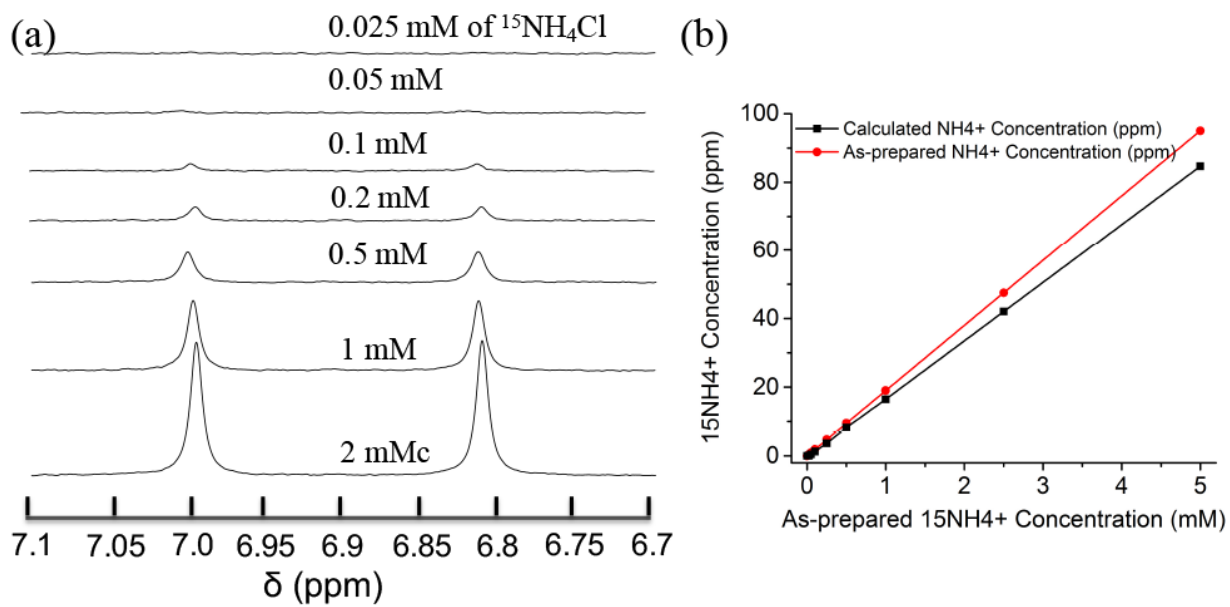 (a)
0.025 mM of ¹⁵NH₄Cl
0.05 mM
0.1 mM
0.2 mM
0.5 mM
1 mM
2 mMc
7.1 7.05 7.0 6.95 6.9 6.85 6.8 6.75 6.7
δ (ppm)
(b)
100
80
60
40
20
0
Calculated NH4+ Concentration (ppm)
As-prepared NH4+ Concentration (ppm)
15NH4+ Concentration (ppm)
0 1 2 3 4 5
As-prepared 15NH4+ Concentration (mM)